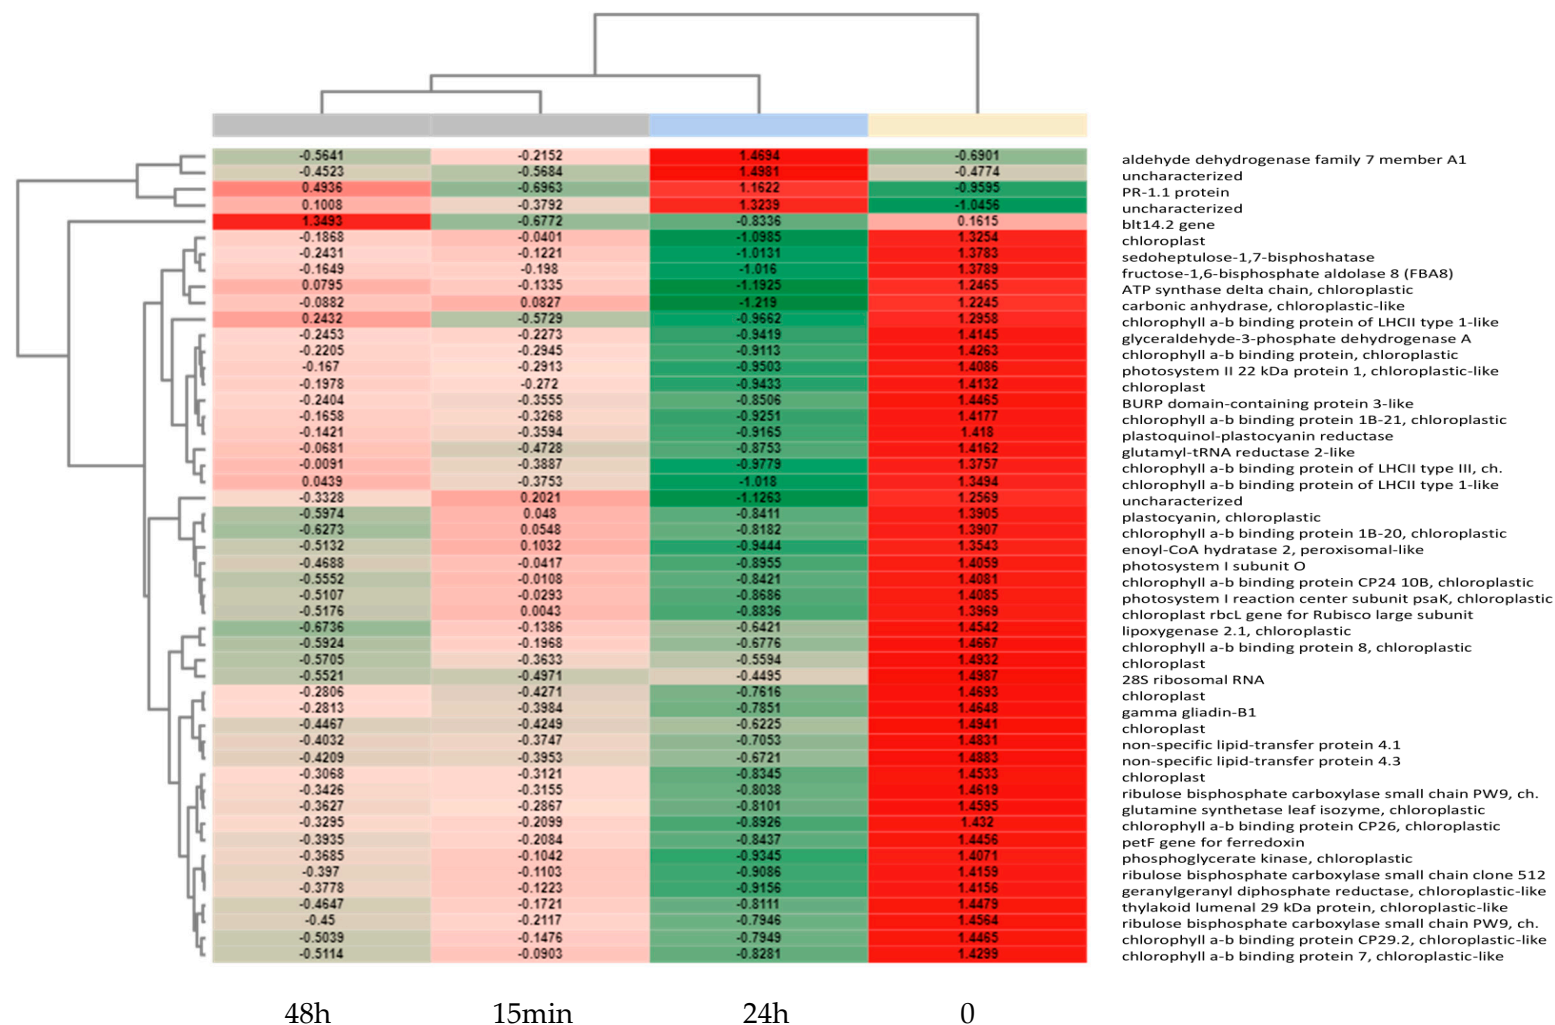 -0.5641 -0.2152 1.4694 -0.6901 aldehyde dehydrogenase family 7 member A1
-0.4523 -0.5684 1.4981 -0.4774 uncharacterized
0.4936 -0.6963 1.1622 -0.9595 PR-1.1 protein
0.1008 -0.3792 1.3239 -1.0456 uncharacterized
1.3493 -0.6772 -0.8336 0.1615 blt14.2 gene
-0.1868 -0.0401 -1.0985 1.3254 chloroplast
-0.2431 -0.1221 -1.0131 1.3783 sedoheptulose-1,7-bisphoshatase
-0.1649 -0.198 -1.016 1.3789 fructose-1,6-bisphosphate aldolase 8 (FBA8)
0.0795 -0.1335 -1.1925 1.2465 ATP synthase delta chain, chloroplastic
-0.0882 0.0827 -1.219 1.2245 carbonic anhydrase, chloroplastic-like
0.2432 -0.5729 -0.9662 1.2958 chlorophyll a-b binding protein of LHCII type 1-like
-0.2453 -0.2273 -0.9419 1.4145 glyceraldehyde-3-phosphate dehydrogenase A
-0.2205 -0.2945 -0.9113 1.4263 chlorophyll a-b binding protein, chloroplastic
-0.167 -0.2913 -0.9503 1.4086 photosystem II 22 kDa protein 1, chloroplastic-like
-0.1978 -0.272 -0.9433 1.4132 chloroplast
-0.2404 -0.3555 -0.8506 1.4465 BURP domain-containing protein 3-like
-0.1658 -0.3268 -0.9251 1.4177 chlorophyll a-b binding protein 1B-21, chloroplastic
-0.1421 -0.3594 -0.9165 1.418 plastoquinol-plastocyanin reductase
-0.0681 -0.4728 -0.8753 1.4162 glutamyl-tRNA reductase 2-like
-0.0091 -0.3887 -0.9779 1.3757 chlorophyll a-b binding protein of LHCII type III, ch.
0.0439 -0.3753 -1.018 1.3494 chlorophyll a-b binding protein of LHCII type 1-like
-0.3328 0.2021 -1.1263 1.2569 uncharacterized
-0.5974 0.048 -0.8411 1.3905 plastocyanin, chloroplastic
-0.6273 0.0548 -0.8182 1.3907 chlorophyll a-b binding protein 1B-20, chloroplastic
-0.5132 0.1032 -0.9444 1.3543 enoyl-CoA hydratase 2, peroxisomal-like
-0.4688 -0.0417 -0.8955 1.4059 photosystem I subunit O
-0.5552 -0.0108 -0.8421 1.4081 chlorophyll a-b binding protein CP24 10B, chloroplastic
-0.5107 -0.0293 -0.8686 1.4085 photosystem I reaction center subunit psaK, chloroplastic
-0.5176 0.0043 -0.8836 1.3969 chloroplast rbcL gene for Rubisco large subunit
-0.6736 -0.1386 -0.6421 1.4542 lipoxygenase 2.1, chloroplastic
-0.5924 -0.1968 -0.6776 1.4667 chlorophyll a-b binding protein 8, chloroplastic
-0.5705 -0.3633 -0.5594 1.4932 chloroplast
-0.5521 -0.4971 -0.4495 1.4987 28S ribosomal RNA
-0.2806 -0.4271 -0.7616 1.4693 chloroplast
-0.2813 -0.3984 -0.7851 1.4648 gamma gliadin-B1
-0.4467 -0.4249 -0.6225 1.4941 chloroplast
-0.4032 -0.3747 -0.7053 1.4831 non-specific lipid-transfer protein 4.1
-0.4209 -0.3953 -0.6721 1.4883 non-specific lipid-transfer protein 4.3
-0.3068 -0.3121 -0.8345 1.4533 chloroplast
-0.3426 -0.3155 -0.8038 1.4619 ribulose bisphosphate carboxylase small chain PW9, ch.
-0.3627 -0.2867 -0.8101 1.4595 glutamine synthetase leaf isozyme, chloroplastic
-0.3295 -0.2099 -0.8926 1.432 chlorophyll a-b binding protein CP26, chloroplastic
-0.3935 -0.2084 -0.8437 1.4456 petF gene for ferredoxin
-0.3685 -0.1042 -0.9345 1.4071 phosphoglycerate kinase, chloroplastic
-0.397 -0.1103 -0.9086 1.4159 ribulose bisphosphate carboxylase small chain clone 512
-0.3778 -0.1223 -0.9156 1.4156 geranylgeranyl diphosphate reductase, chloroplastic-like
-0.4647 -0.1721 -0.8111 1.4479 thylakoid lumenal 29 kDa protein, chloroplastic-like
-0.45 -0.2117 -0.7946 1.4564 ribulose bisphosphate carboxylase small chain PW9, ch.
-0.5039 -0.1476 -0.7949 1.4465 chlorophyll a-b binding protein CP29.2, chloroplastic-like
-0.5114 -0.0903 -0.8281 1.4299 chlorophyll a-b binding protein 7, chloroplastic-like
48h 15min 24h 0